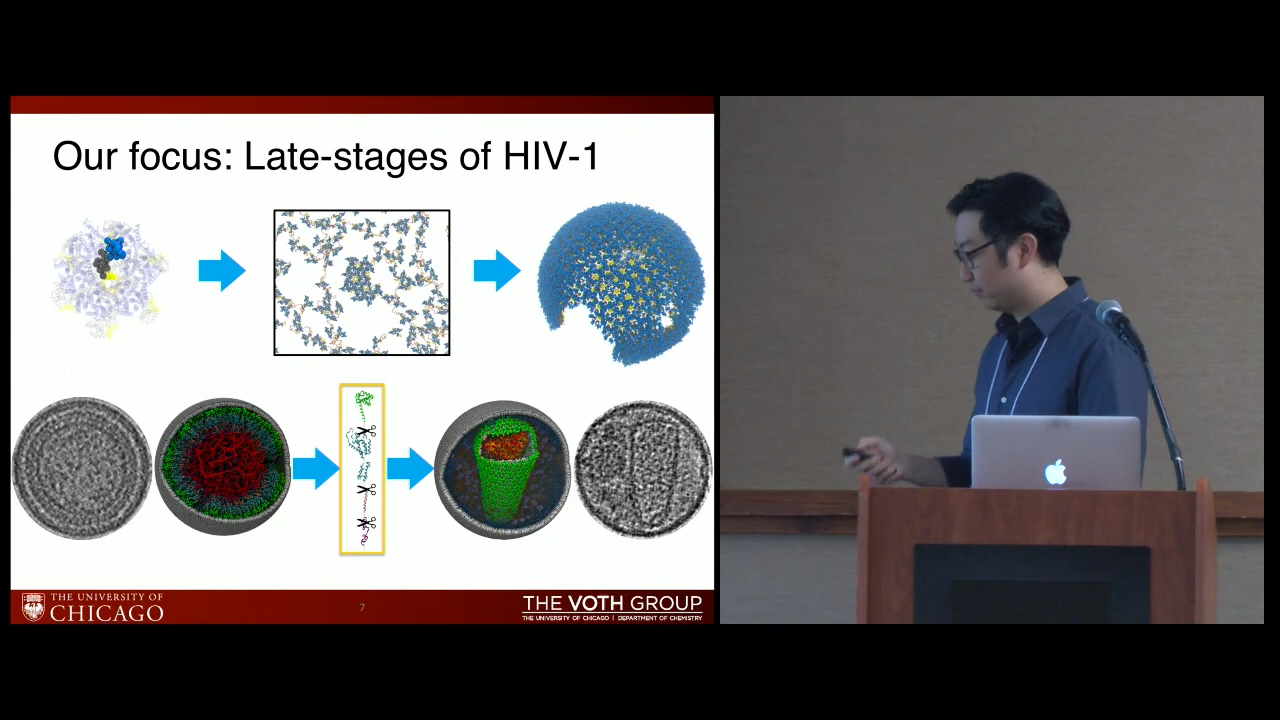 Our focus: Late-stages of HIV-1
THE UNIVERSITY OF
CHICAGO
7
THE VOTH GROUP
THE UNIVERSITY OF CHICAGO | DEPARTMENT OF CHEMISTRY